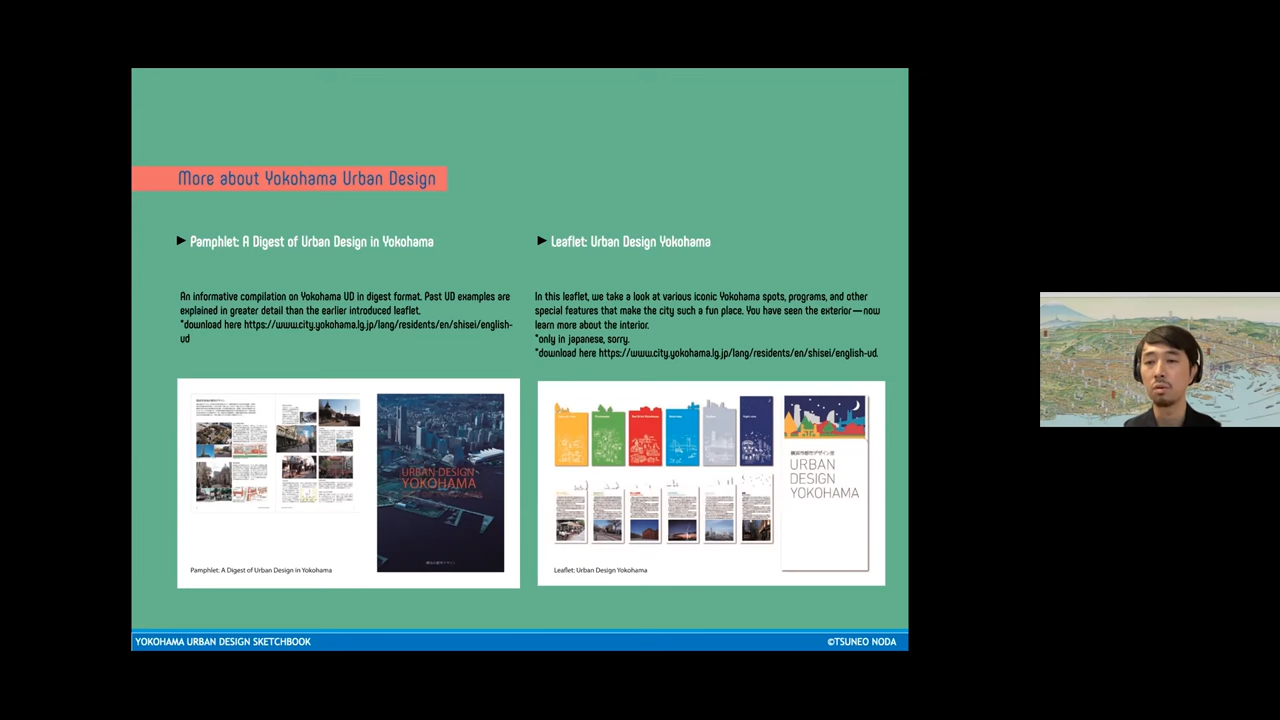 More about Yokohama Urban Design
Pamphlet: A Digest of Urban Design in Yokohama
An informative compilation on Yokohama UD in digest format. Past UD examples are
explained in greater detail than the earlier introduced leaflet.
*download here https://www.city.yokohama.lg.jp/lang/residents/en/shisei/english-
ud
URBAN DESIGN
YOKOHAMA
Pamphlet: A Digest of Urban Design in Yokohama
Leaflet: Urban Design Yokohama
In this leaflet, we take a look at various iconic Yokohama spots, programs, and other
special features that make the city such a fun place. You have seen the exterior—now
learn more about the interior.
*only in japanese, sorry.
*download here https://www.city.yokohama.lg.jp/lang/residents/en/shisei/english-ud.
URBAN
DESIGN
YOKOHAMA
Leaflet: Urban Design Yokohama
YOKOHAMA URBAN DESIGN SKETCHBOOK
©TSUNEO NODA